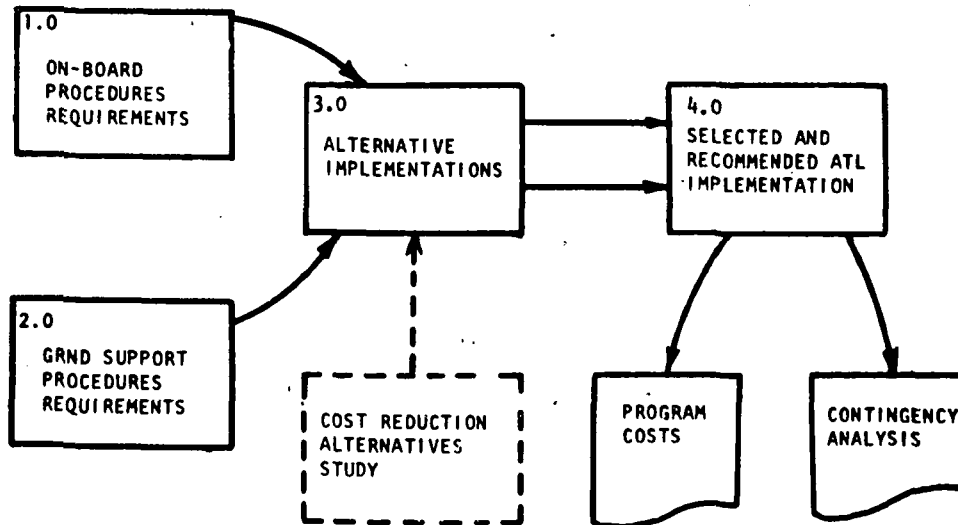 1.0
ON-BOARD
PROCEDURES
REQUIREMENTS
3.0
ALTERNATIVE
IMPLEMENTATIONS
4.0
SELECTED AND
RECOMMENDED ATL
IMPLEMENTATION
2.0
GRND SUPPORT
PROCEDURES
REQUIREMENTS
COST REDUCTION
ALTERNATIVES
STUDY
PROGRAM
COSTS
CONTINGENCY
ANALYSIS